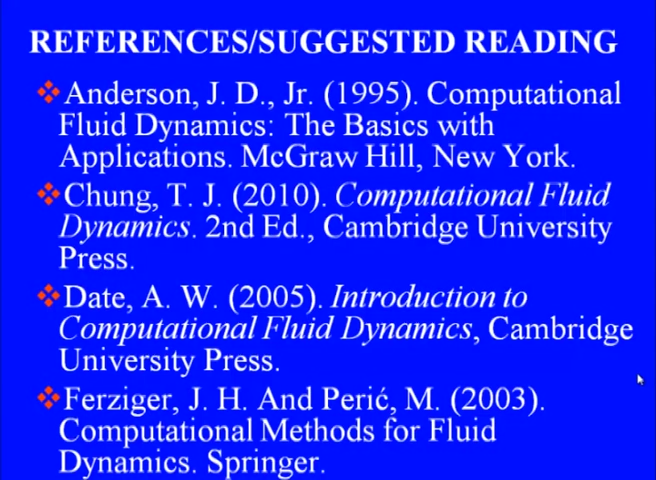 REFERENCES/SUGGESTED READING
❖Anderson, J. D., Jr. (1995). Computational
Fluid Dynamics: The Basics with
Applications. McGraw Hill, New York.
❖Chung, T. J. (2010). Computational Fluid
Dynamics. 2nd Ed., Cambridge University
Press.
❖Date, A. W. (2005). Introduction to
Computational Fluid Dynamics, Cambridge
University Press.
❖Ferziger, J. H. And Perić, M. (2003).
Computational Methods for Fluid
Dynamics. Springer.